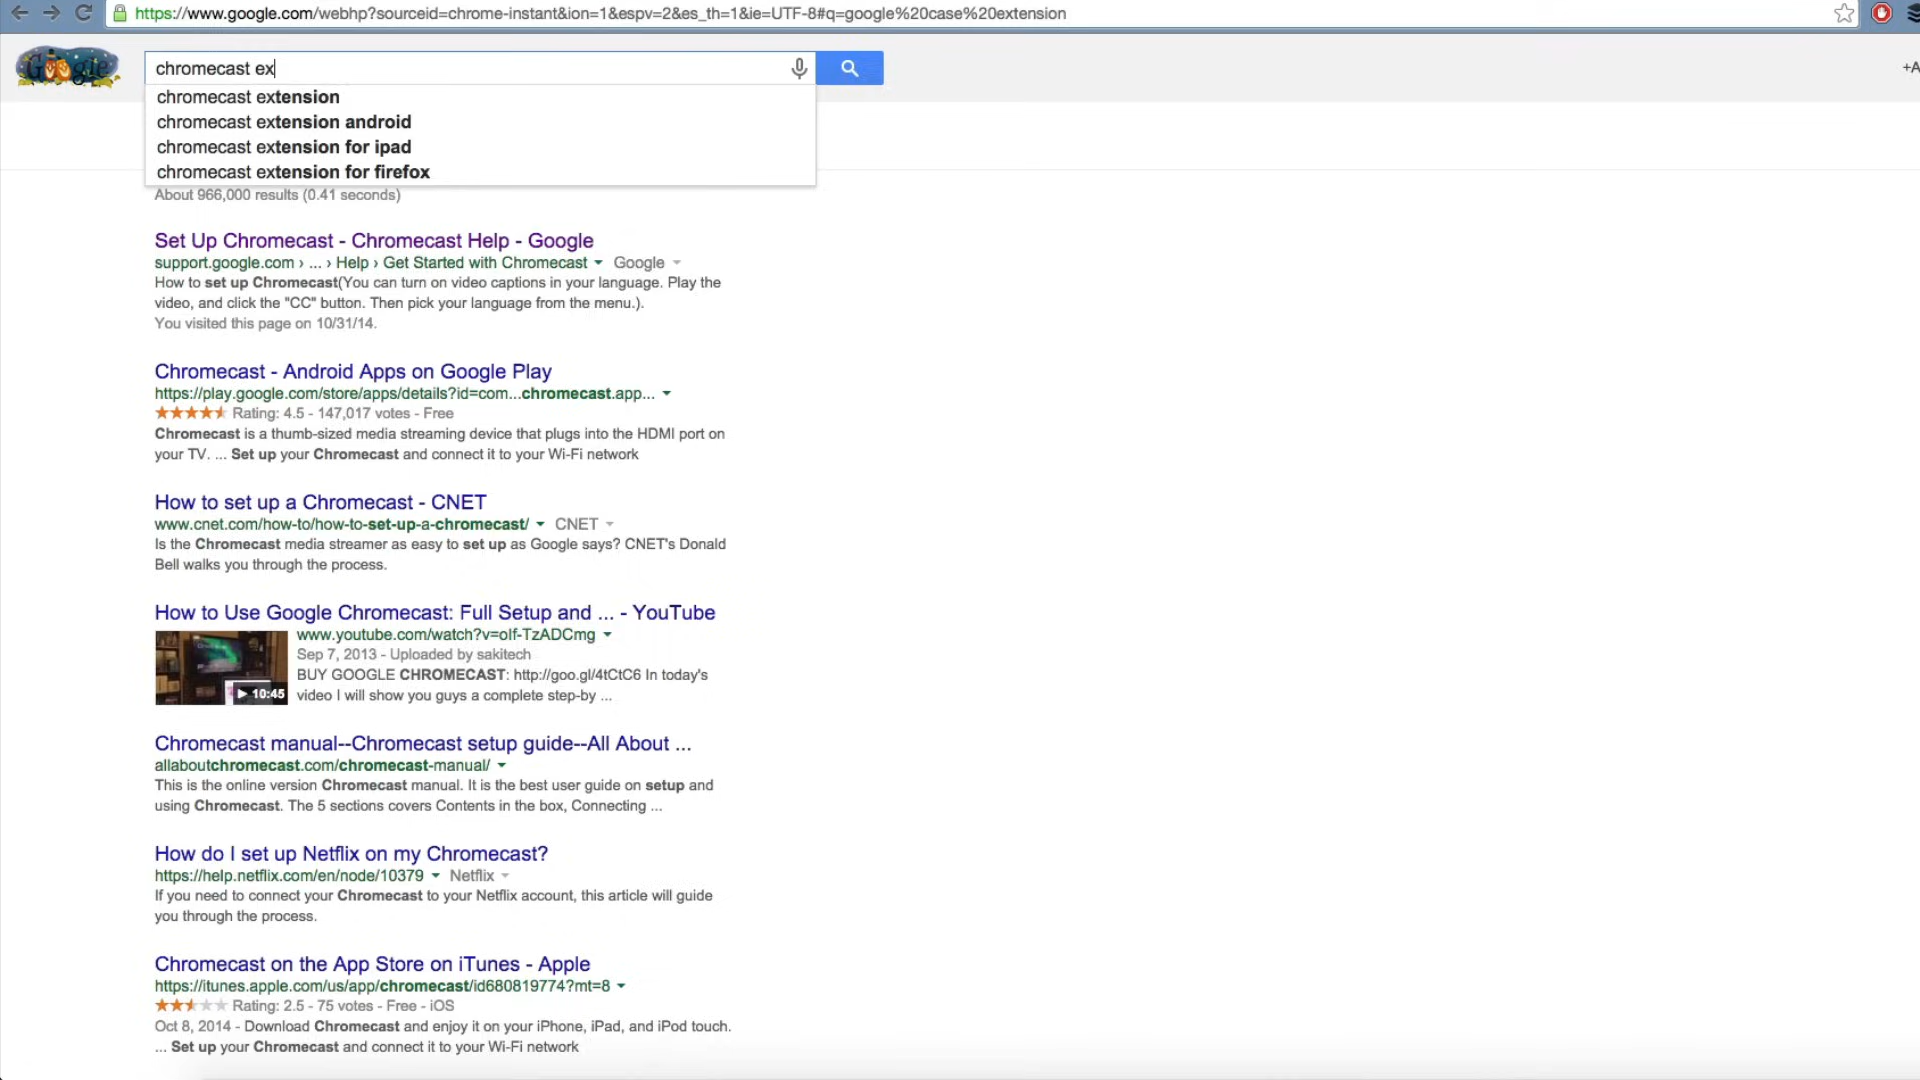 https://www.google.com/webhp?sourceid=chrome-instant&ion=1&espv=2&es_th=1&ie=UTF-8#q=google%20case%20extension
Google
chromecast ex
+A
chromecast extension
chromecast extension android
chromecast extension for ipad
chromecast extension for firefox
About 966,000 results (0.41 seconds)
Set Up Chromecast - Chromecast Help - Google
support.google.com › ... › Help › Get Started with Chromecast Google
How to set up Chromecast(You can turn on video captions in your language. Play the
video, and click the "CC" button. Then pick your language from the menu.).
You visited this page on 10/31/14.
Chromecast - Android Apps on Google Play
https://play.google.com/store/apps/details?id=com...chromecast.app...
Rating: 4.5 - 147,017 votes - Free
Chromecast is a thumb-sized media streaming device that plugs into the HDMI port on
your TV. ... Set up your Chromecast and connect it to your Wi-Fi network
How to set up a Chromecast - CNET
www.cnet.com/how-to/how-to-set-up-a-chromecast/ CNET
Is the Chromecast media streamer as easy to set up as Google says? CNET's Donald
Bell walks you through the process.
How to Use Google Chromecast: Full Setup and ... - YouTube
www.youtube.com/watch?v=olf-TzADCmg
Sep 7, 2013 - Uploaded by sakitech
BUY GOOGLE CHROMECAST: http://goo.gl/4tCtC6 In today's
video I will show you guys a complete step-by ...
10:45
Chromecast manual--Chromecast setup guide--All About ...
allaboutchromecast.com/chromecast-manual/
This is the online version Chromecast manual. It is the best user guide on setup and
using Chromecast. The 5 sections covers Contents in the box, Connecting ...
How do I set up Netflix on my Chromecast?
https://help.netflix.com/en/node/10379 Netflix
If you need to connect your Chromecast to your Netflix account, this article will guide
you through the process.
Chromecast on the App Store on iTunes - Apple
https://itunes.apple.com/us/app/chromecast/id680819774?mt=8
Rating: 2.5 - 75 votes - Free - iOS
Oct 8, 2014 - Download Chromecast and enjoy it on your iPhone, iPad, and iPod touch.
... Set up your Chromecast and connect it to your Wi-Fi network